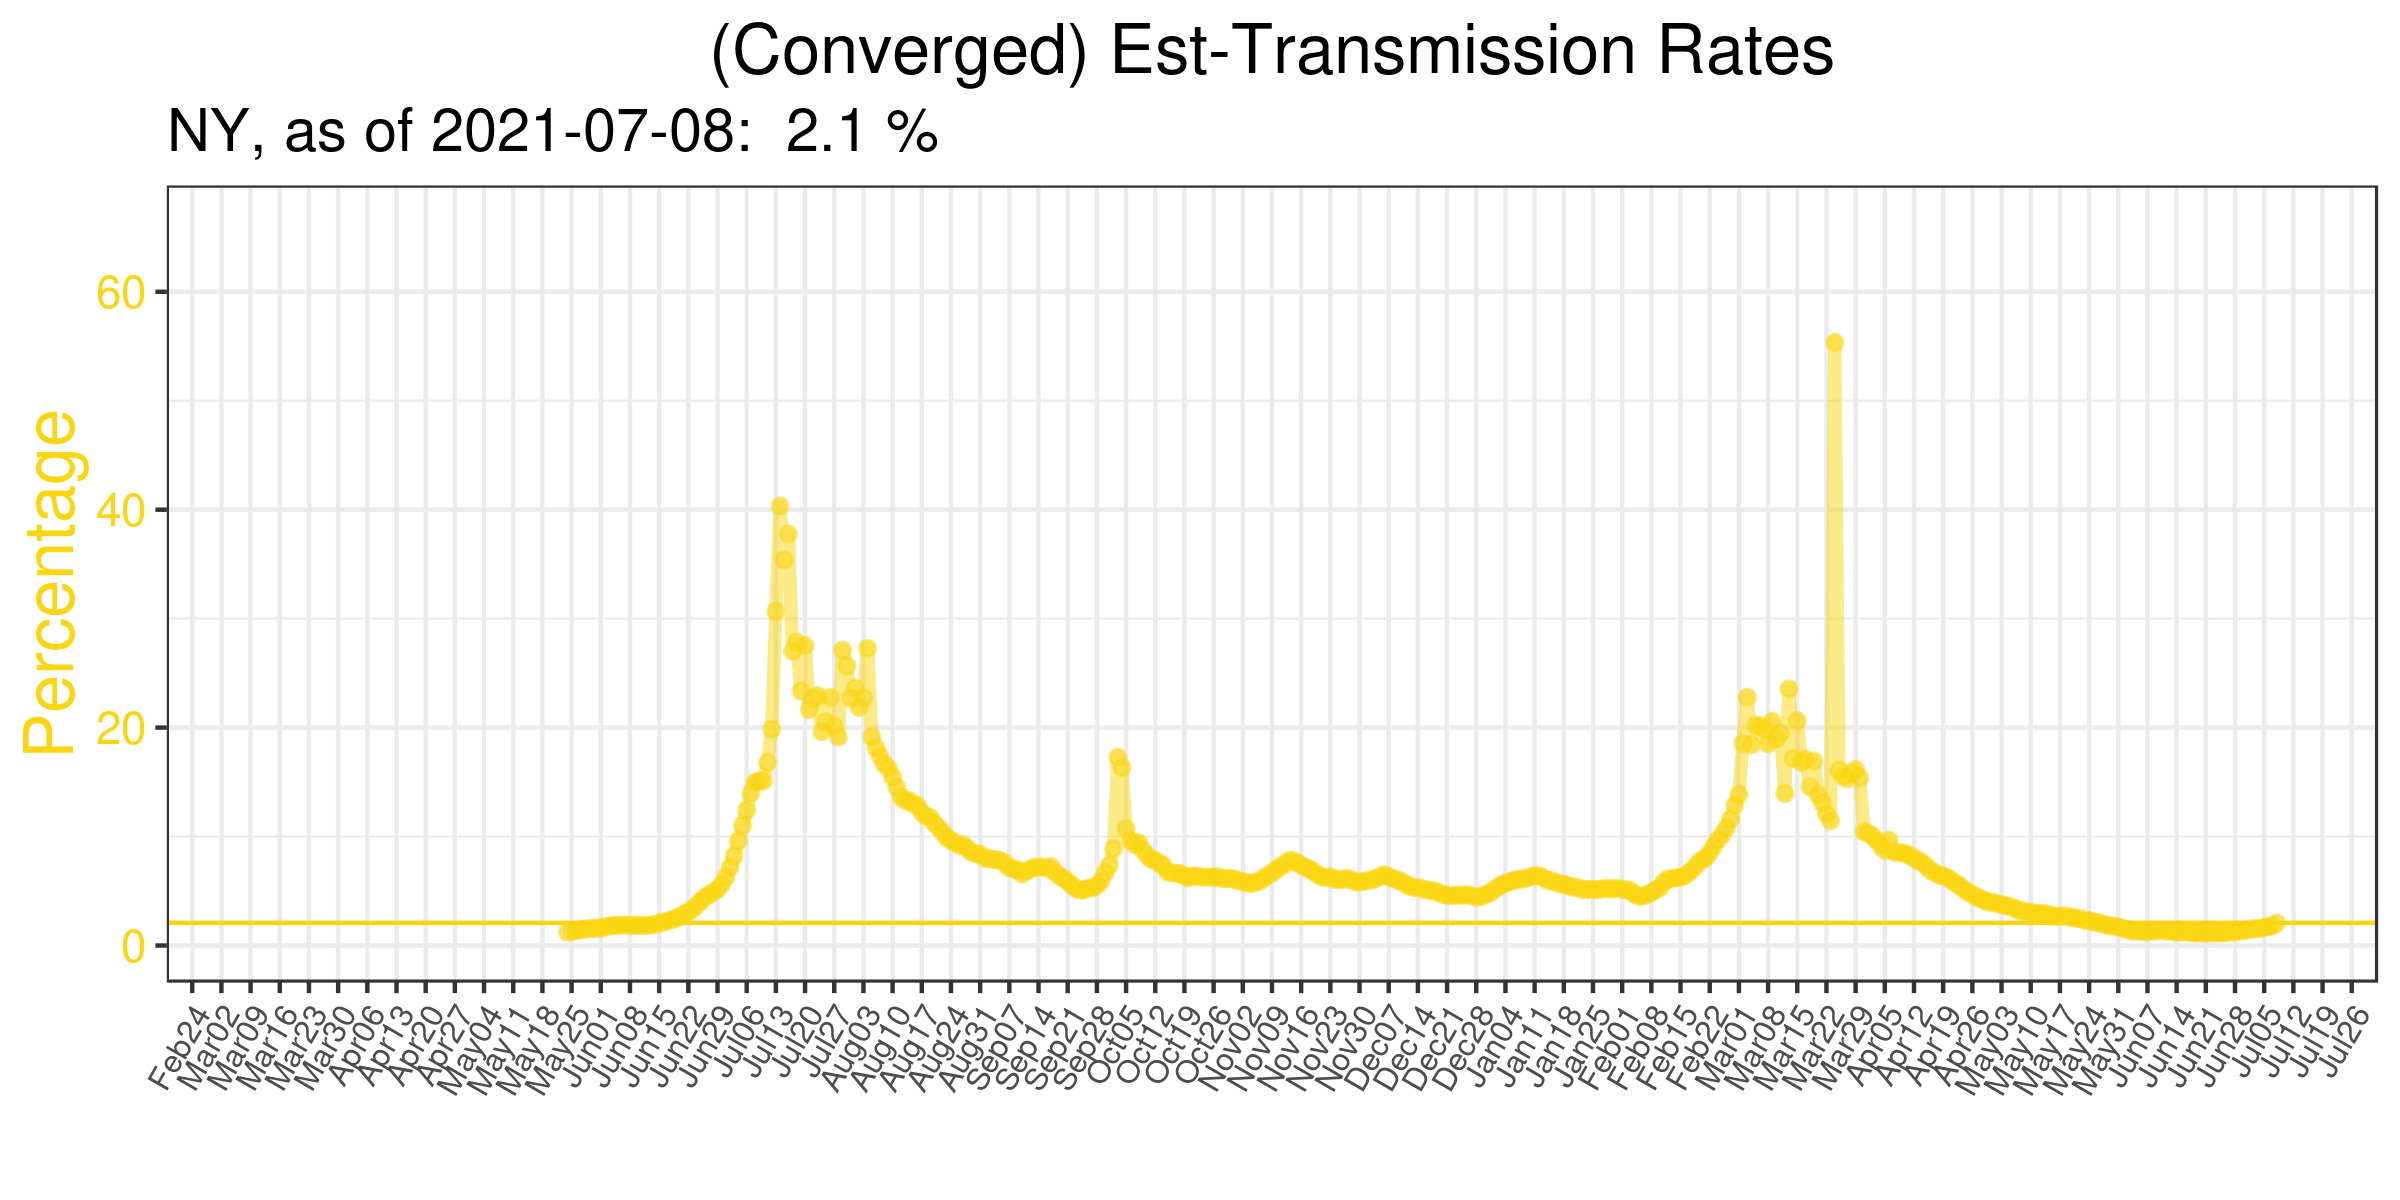 (Converged) Est-Transmission Rates
NY, as of 2021-07-08:  2.1 %
Percentage
60
40
20
0
Feb24
Mar02
Mar09
Mar16
Mar23
Mar30
Apr06
Apr13
Apr20
Apr27
May04
May11
May18
May25
Jun01
Jun08
Jun15
Jun22
Jun29
Jul06
Jul13
Jul20
Jul27
Aug03
Aug10
Aug17
Aug24
Aug31
Sep07
Sep14
Sep21
Sep28
Oct05
Oct12
Oct19
Oct26
Nov02
Nov09
Nov16
Nov23
Nov30
Dec07
Dec14
Dec21
Dec28
Jan04
Jan11
Jan18
Jan25
Feb01
Feb08
Feb15
Feb22
Mar01
Mar08
Mar15
Mar22
Mar29
Apr05
Apr12
Apr19
Apr26
May03
May10
May17
May24
May31
Jun07
Jun14
Jun21
Jun28
Jul05
Jul12
Jul19
Jul26